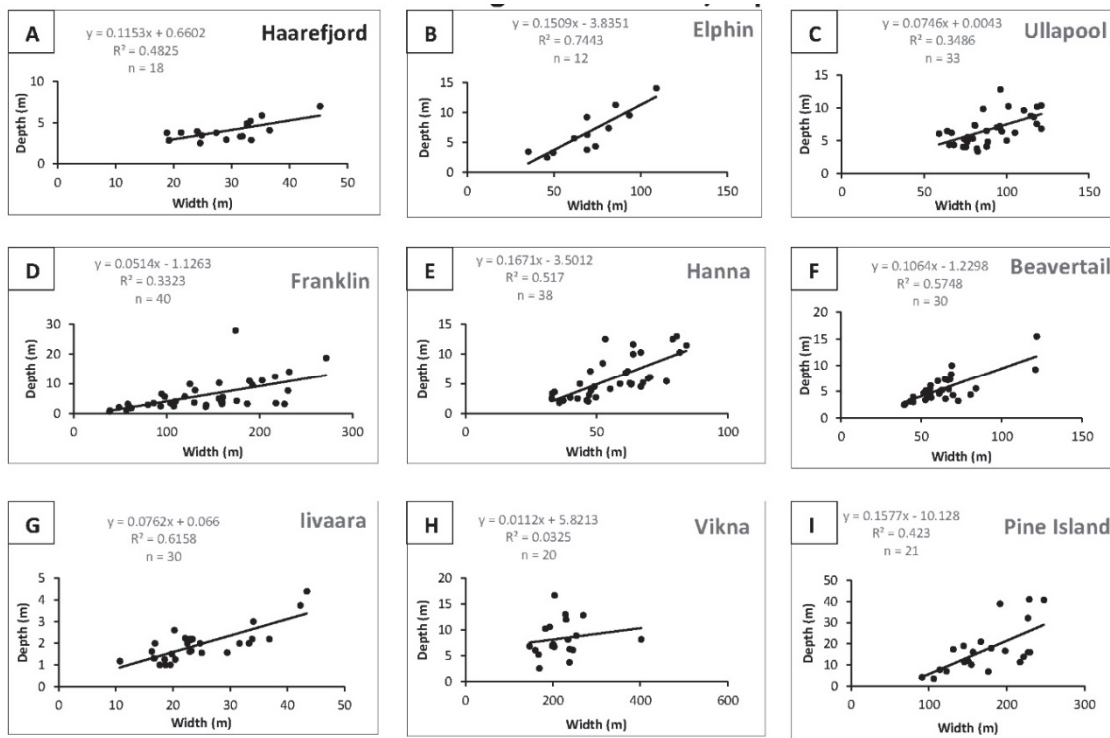 A
y = 0.1153x + 0.6602
R² = 0.4825
n = 18
Haarefjord
Depth (m)
10
5
0
0 10 20 30 40 50
Width (m)
B
y = 0.1509x - 3.8351
R² = 0.7443
n = 12
Elphin
Depth (m)
15
10
5
0
0 50 100 150
Width (m)
C
y = 0.0746x + 0.0043
R² = 0.3486
n = 33
Ullapool
Depth (m)
15
10
5
0
0 50 100 150
Width (m)
D
y = 0.0514x - 1.1263
R² = 0.3323
n = 40
Franklin
Depth (m)
30
20
10
0
0 100 200 300
Width (m)
E
y = 0.1671x - 3.5012
R² = 0.517
n = 38
Hanna
Depth (m)
15
10
5
0
0 50 100
Width (m)
F
y = 0.1064x - 1.2298
R² = 0.5748
n = 30
Beavertail
Depth (m)
20
15
10
5
0
0 50 100 150
Width (m)
G
y = 0.0762x + 0.066
R² = 0.6158
n = 30
Iivaara
Depth (m)
5
4
3
2
1
0
0 10 20 30 40 50
Width (m)
H
y = 0.0112x + 5.8213
R² = 0.0325
n = 20
Vikna
Depth (m)
20
15
10
5
0
0 200 400 600
Width (m)
I
y = 0.1577x - 10.128
R² = 0.423
n = 21
Pine Island
Depth (m)
50
40
30
20
10
0
0 100 200 300
Width (m)